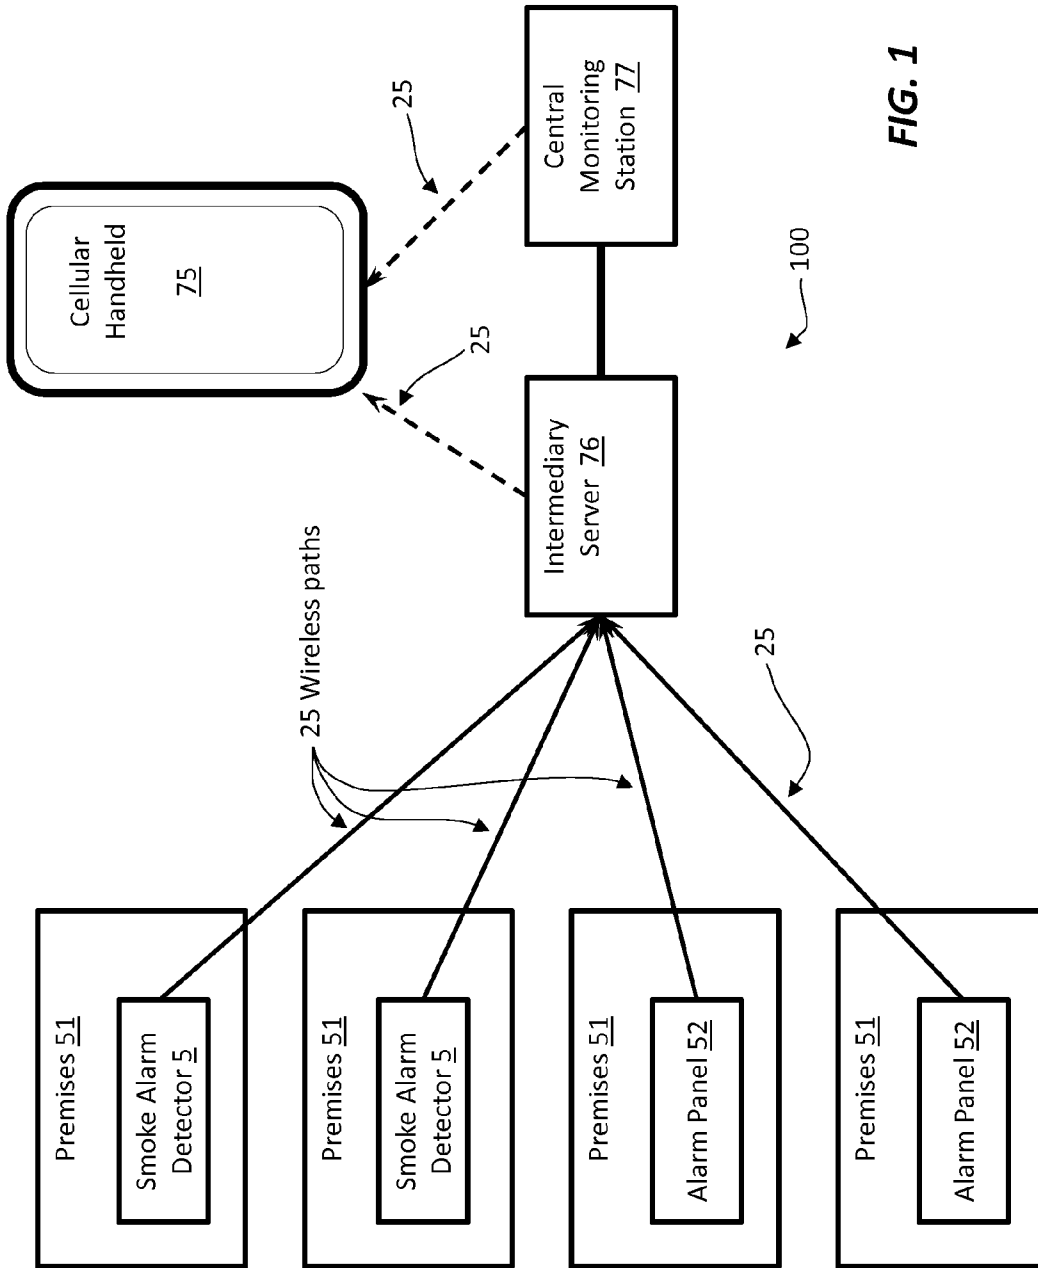 Premises 51
Smoke Alarm
Detector 5
Premises 51
Smoke Alarm
Detector 5
Premises 51
Alarm Panel 52
Premises 51
Alarm Panel 52
25 Wireless paths
25
Intermediary
Server 76
25
Cellular
Handheld
75
25
Central
Monitoring
Station 77
100
FIG. 1